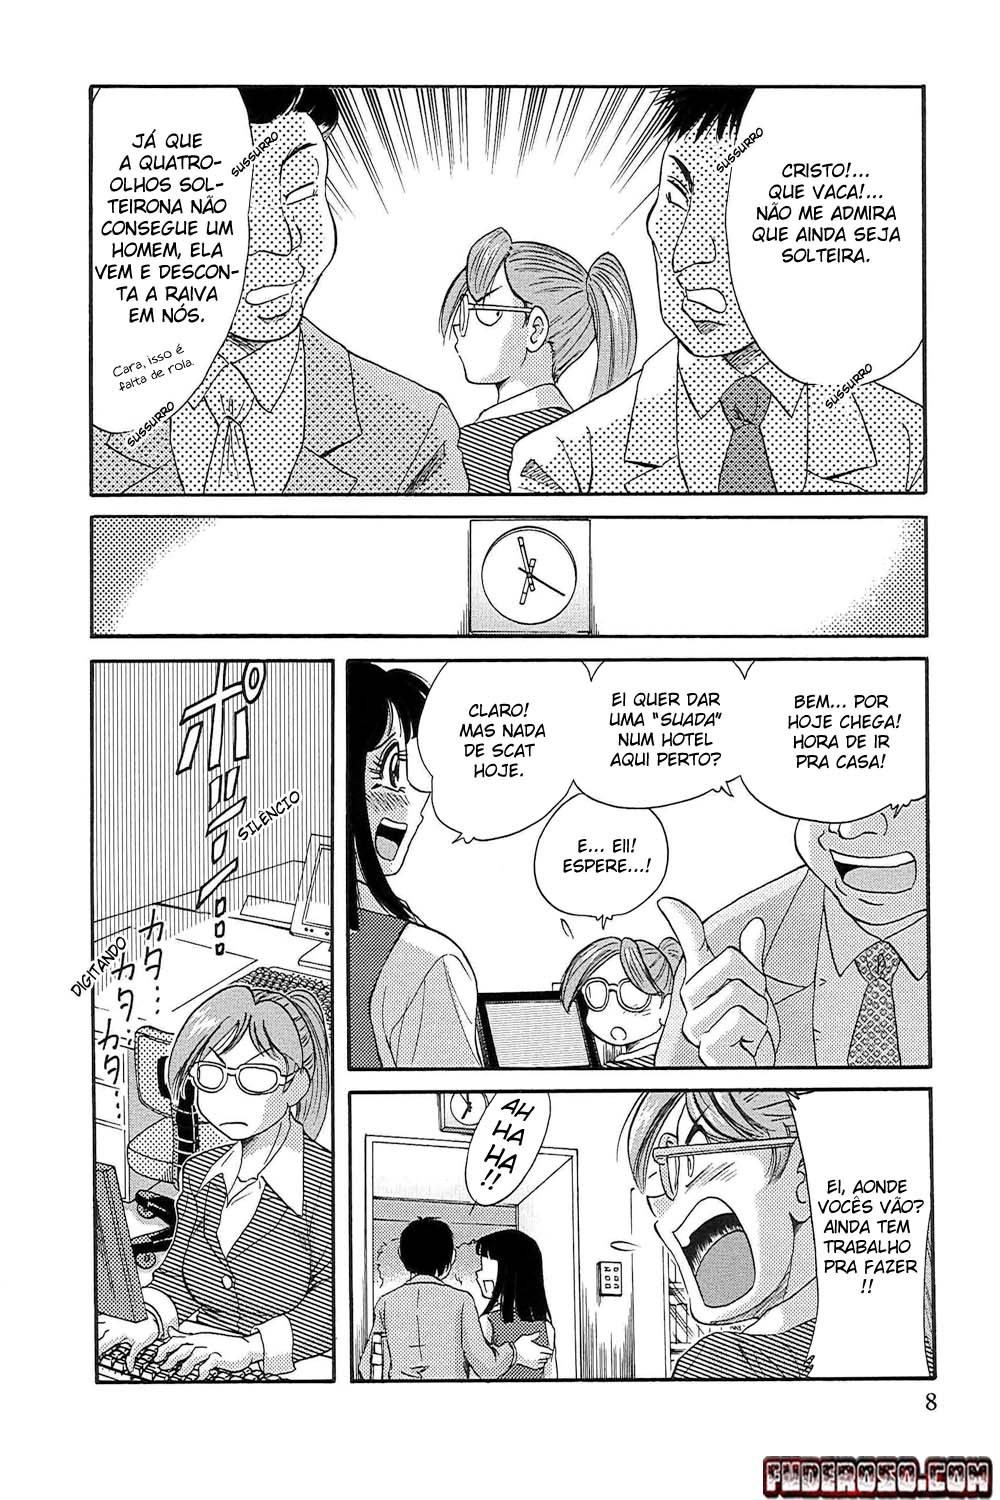 CRISTO!...
QUE VACA!...
NÃO ME ADMIRA
QUE AINDA SEJA
SOLTEIRA.
SUSSURRO
SUSSURRO
JÁ QUE
A QUATRO-
OLHOS SOL-
TEIRONA NÃO
CONSEGUE UM
HOMEM, ELA
VEM E DESCON-
TA A RAIVA
EM NÓS.
Cara, isso é
falta de rola.
SUSSURRO
SUSSURRO
BEM... POR
HOJE CHEGA!
HORA DE IR
PRA CASA!
EI QUER DAR
UMA "SUADA"
NUM HOTEL
AQUI PERTO?
CLARO!
MAS NADA
DE SCAT
HOJE.
E... EII!
ESPERE...!
EI, AONDE
VOCÊS VÃO?
AINDA TEM
TRABALHO
PRA FAZER
!!
AH
HA
HA
!!
ポツーン...
SILÊNCIO
カタ...
カタ...
カタ...
DIGITANDO
8
FUDEROSO.COM